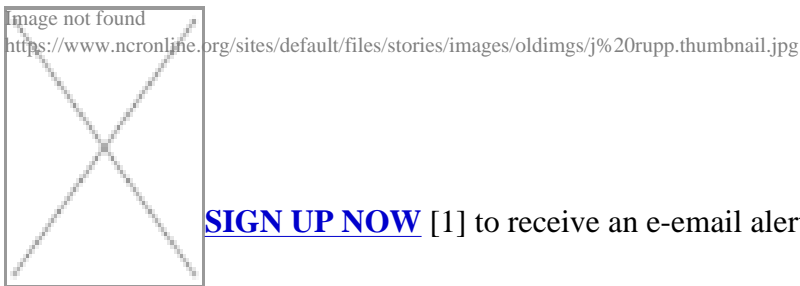 Image not found
https://www.ncronline.org/sites/default/files/stories/images/oldimgs/j%20rupp.thumbnail.jpg
SIGN UP NOW [1] to receive an e-email aler